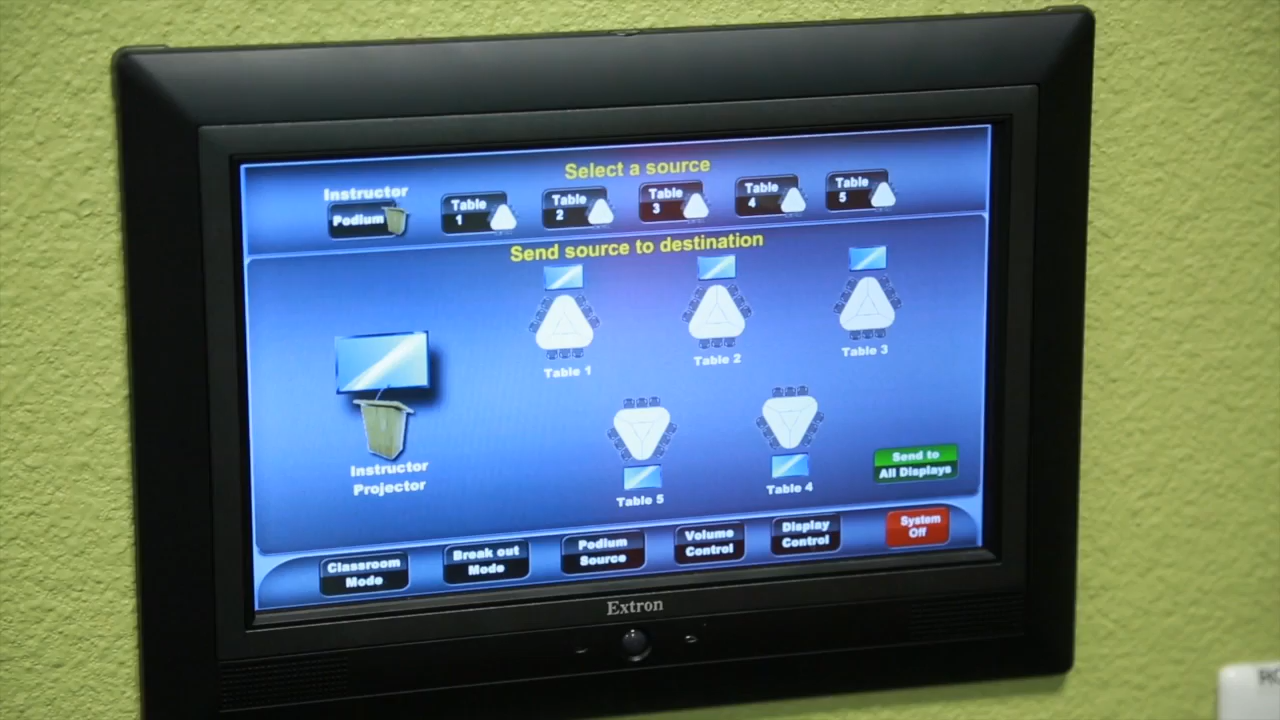 Select a source
Instructor
Podium
Table
1
Table
2
Table
3
Table
4
Table
5
Send source to destination
Table 1
Table 2
Table 3
Instructor
Projector
Table 5
Table 4
Send to
All Displays
Classroom
Mode
Break out
Mode
Podium
Source
Volume
Control
Display
Control
System
Off
Extron